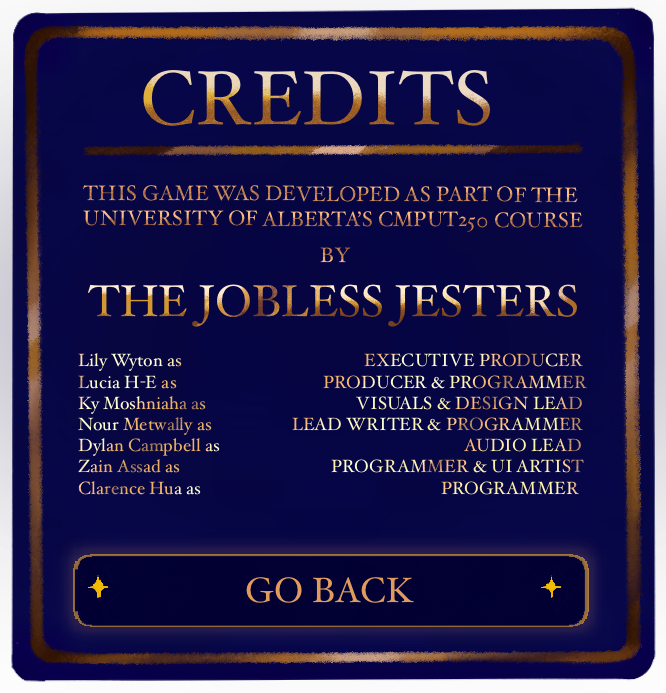 CREDITS
THIS GAME WAS DEVELOPED AS PART OF THE
UNIVERSITY OF ALBERTA'S CMPUT250 COURSE
BY
THE JOBLESS JESTERS
Lily Wyton as EXECUTIVE PRODUCER
Lucia H-E as PRODUCER & PROGRAMMER
Ky Moshniaha as VISUALS & DESIGN LEAD
Nour Metwally as LEAD WRITER & PROGRAMMER
Dylan Campbell as AUDIO LEAD
Zain Assad as PROGRAMMER & UI ARTIST
Clarence Hua as PROGRAMMER
GO BACK